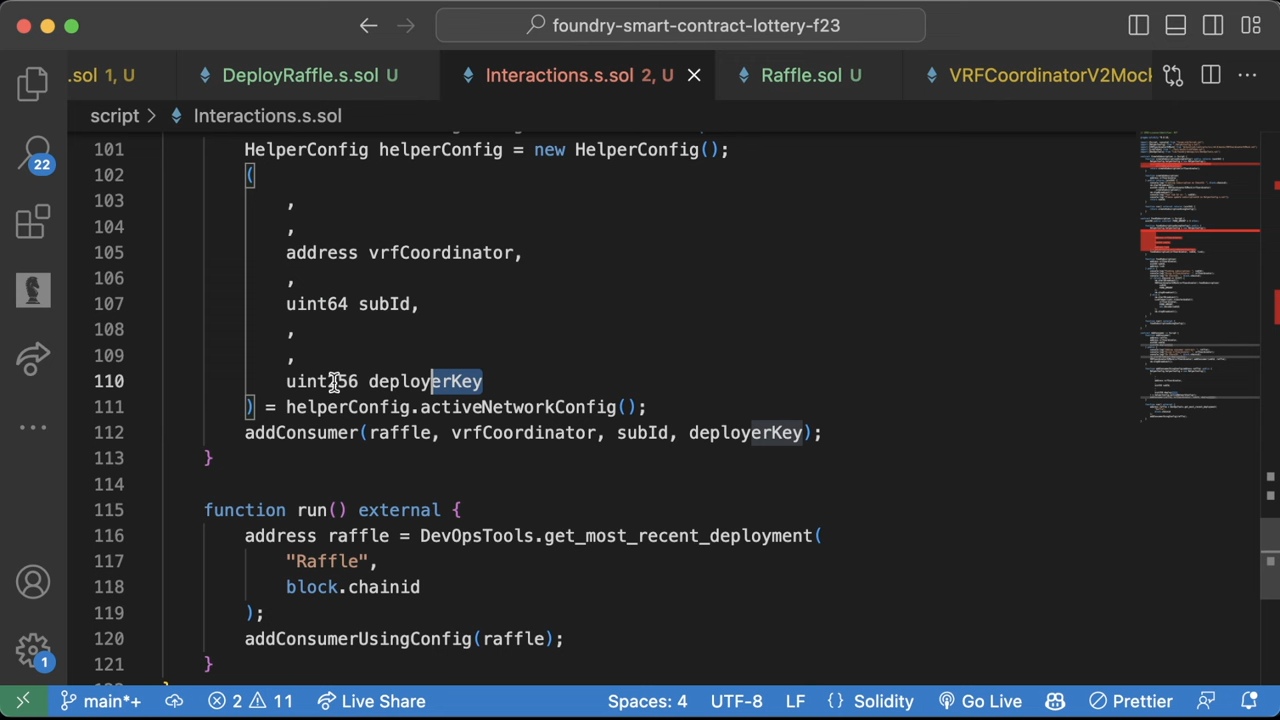 foundry-smart-contract-lottery-f23
.sol 1, U
DeployRaffle.s.sol U
Interactions.s.sol 2, U
Raffle.sol U
VRFCoordinatorV2Mock
script > Interactions.s.sol
101 HelperConfig helperConfig = new HelperConfig();
102 (
103 ,
104 ,
105 address vrfCoordinator,
106 ,
107 uint64 subId,
108 ,
109 ,
110 uint256 deployerKey
111 ) = helperConfig.activeNetworkConfig();
112 addConsumer(raffle, vrfCoordinator, subId, deployerKey);
113 }
114
115 function run() external {
116 address raffle = DevOpsTools.get_most_recent_deployment(
117 "Raffle",
118 block.chainid
119 );
120 addConsumerUsingConfig(raffle);
121 }
22
1
main*+
2
11
Live Share
Spaces: 4
UTF-8
LF
{} Solidity
Go Live
Prettier